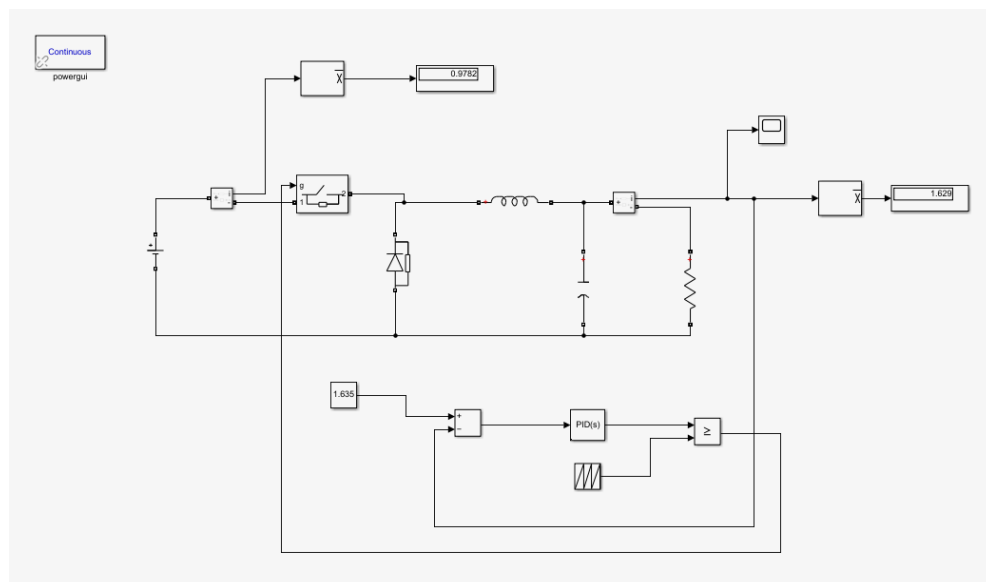 Continuous
powergui
x
0.9782
+
i
-
g
1
2
+
i
-
x
1.629
+
+
+
+
1.635
+
−
PID(s)
≥